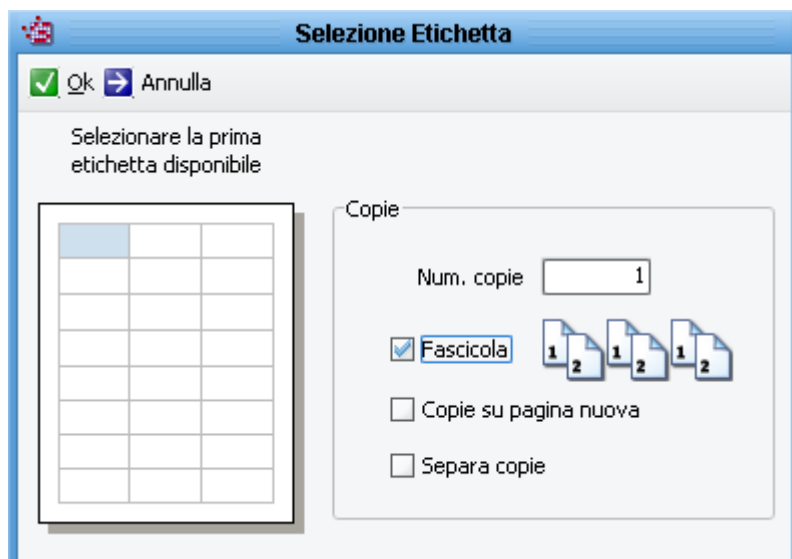 Selezione Etichetta
Ok Annulla
Selezionare la prima
etichetta disponibile
Copie
Num. copie 1
Fascicola 1 2 1 2 1 2
Copie su pagina nuova
Separa copie